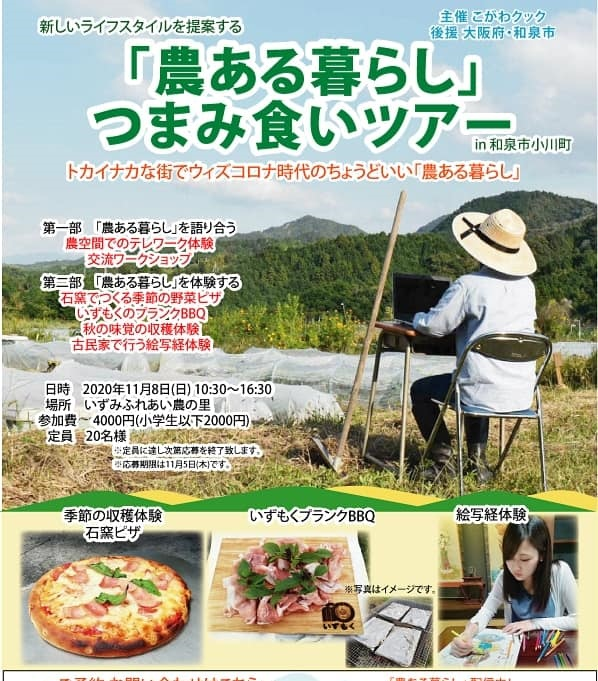 新しいライフスタイルを提案する
主催 こがわクック
後援 大阪府・和泉市
「農ある暮らし」
つまみ食いツアー
in 和泉市小川町
トカイナカな街でウィズコロナ時代のちょうどいい「農ある暮らし」
第一部 「農ある暮らし」を語り合う
農空間でのテレワーク体験
交流ワークショップ
第二部 「農ある暮らし」を体験する
石窯でつくる季節の野菜ピザ
いずもくのプランクBBQ
秋の味覚の収穫体験
古民家で行う絵写経体験
日時 2020年11月8日(日) 10:30〜16:30
場所 いずみふれあい農の里
参加費 〜 4000円(小学生以下2000円)
定員 20名様
※定員に達し次第応募を終了致します。
※応募期限は11月5日(木)です。
季節の収穫体験
石窯ピザ
いずもくプランクBBQ
絵写経体験
※写真はイメージです。
いずもく